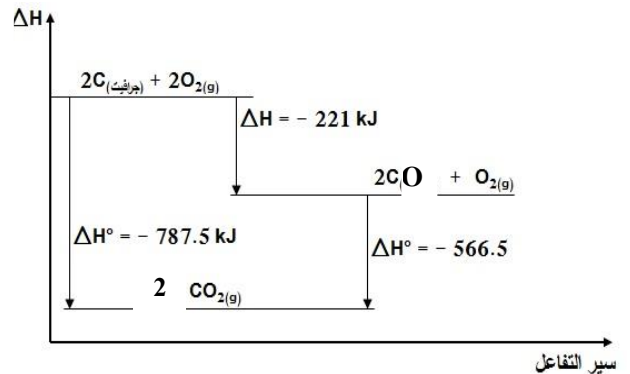 ΔH
2C(جرافيت) + 2O2(g)
ΔH = - 221 kJ
2C(O + O2(g)
ΔH° = - 787.5 kJ
ΔH° = - 566.5
2 CO2(g)
سير التفاعل